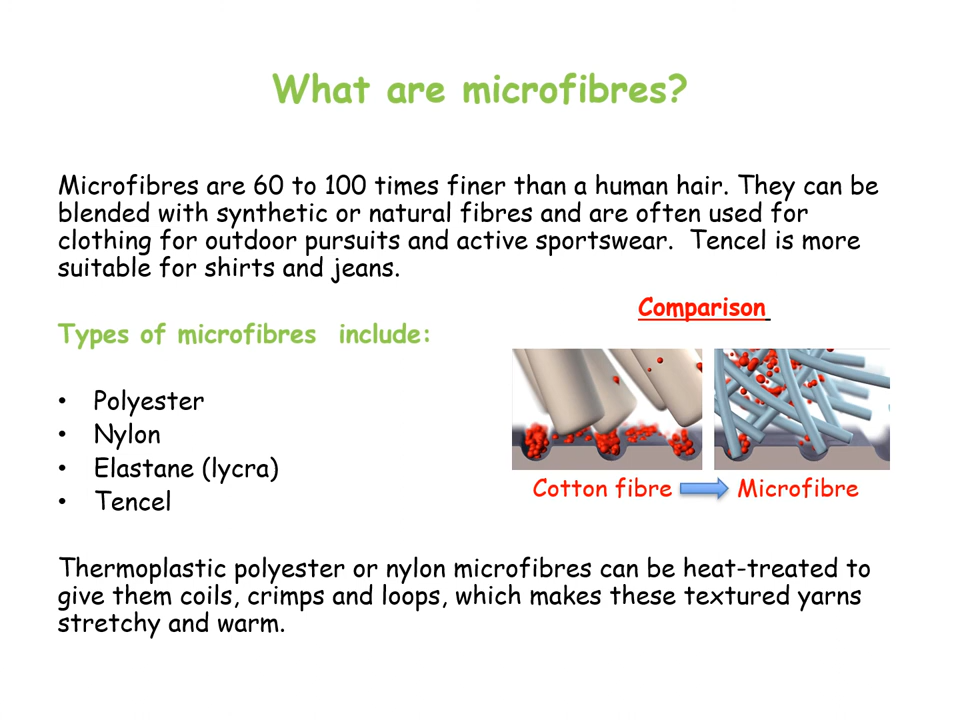 What are microfibres?
Microfibres are 60 to 100 times finer than a human hair. They can be
blended with synthetic or natural fibres and are often used for
clothing for outdoor pursuits and active sportswear.  Tencel is more
suitable for shirts and jeans.
Comparison
Types of microfibres  include:
• Polyester
• Nylon
• Elastane (lycra)
• Tencel
Cotton fibre
Microfibre
Thermoplastic polyester or nylon microfibres can be heat-treated to
give them coils, crimps and loops, which makes these textured yarns
stretchy and warm.